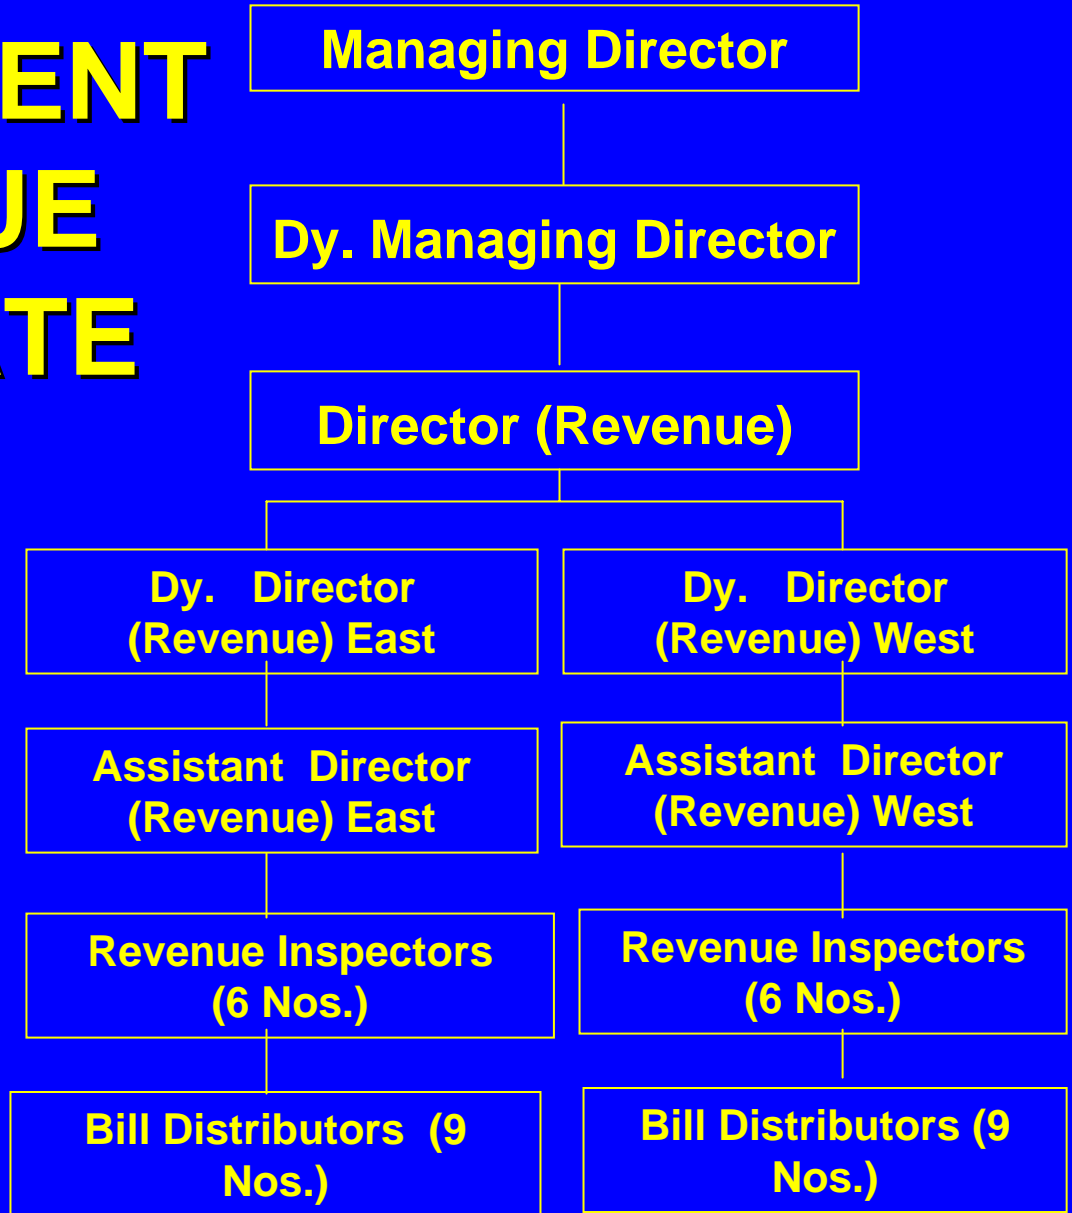 ENT
UE
TE
Managing Director
Dy. Managing Director
Director (Revenue)
Dy. Director
(Revenue) East
Dy. Director
(Revenue) West
Assistant Director
(Revenue) East
Assistant Director
(Revenue) West
Revenue Inspectors
(6 Nos.)
Revenue Inspectors
(6 Nos.)
Bill Distributors (9
Nos.)
Bill Distributors (9
Nos.)